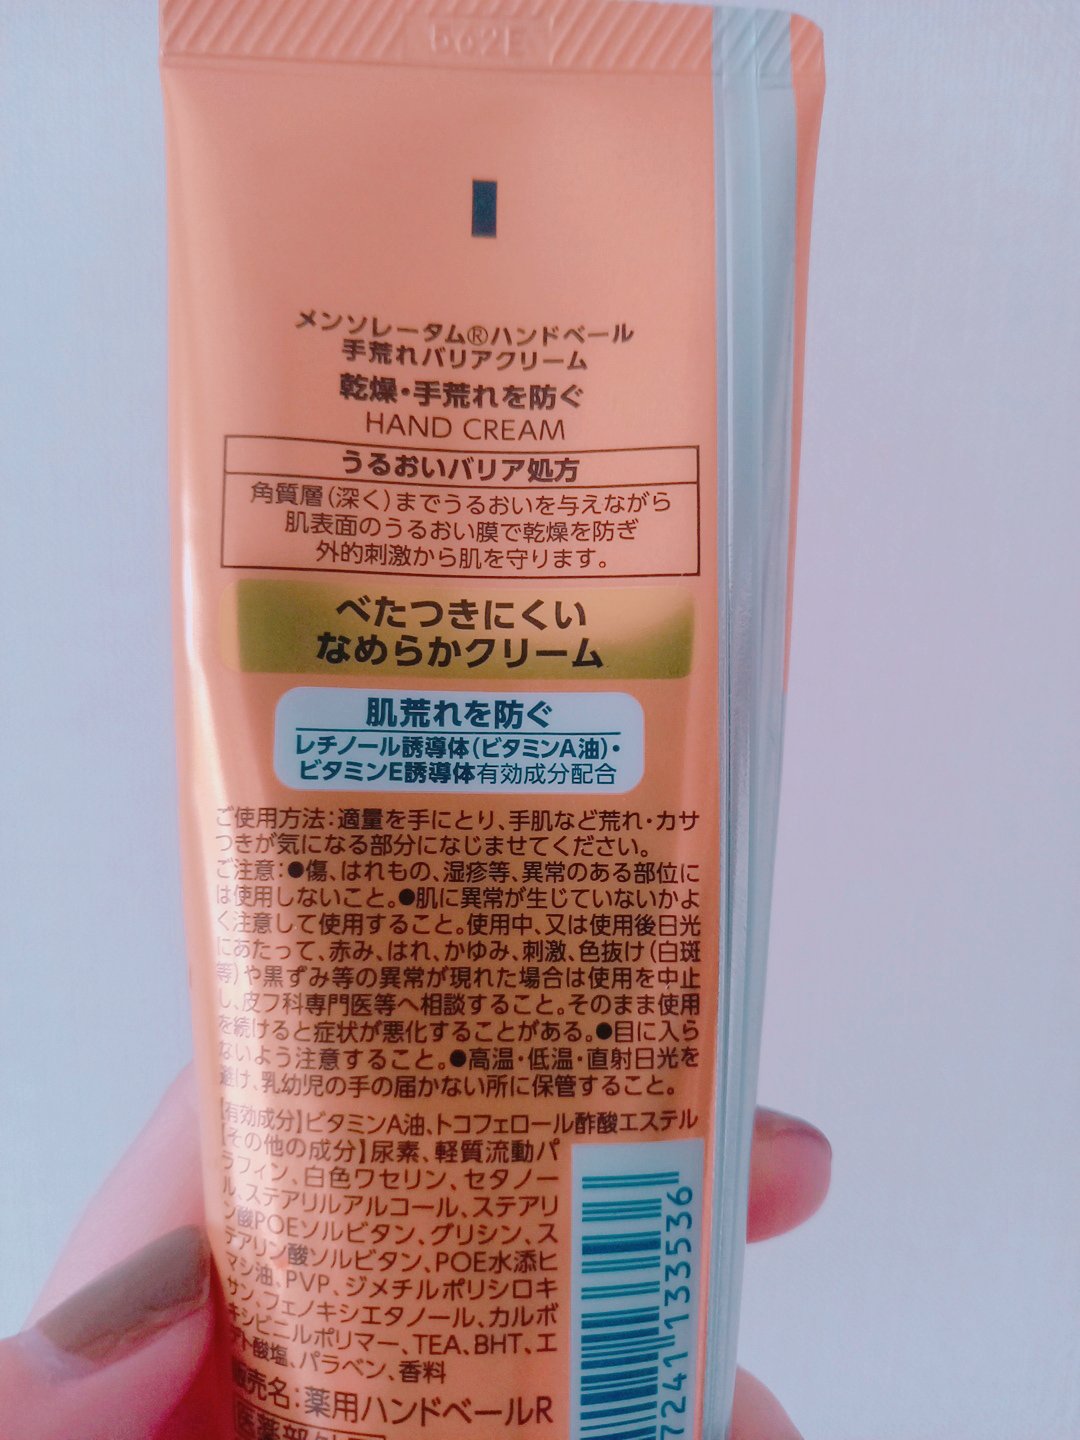 562E
メンソレータム®ハンドベール
手荒れバリアクリーム
乾燥・手荒れを防ぐ
HAND CREAM
うるおいバリア処方
角質層(深く)までうるおいを与えながら
肌表面のうるおい膜で乾燥を防ぎ
外的刺激から肌を守ります。
べたつきにくい
なめらかクリーム
肌荒れを防ぐ
レチノール誘導体(ビタミンA油)・
ビタミンE誘導体有効成分配合
ご使用方法:適量を手にとり、手肌など荒れ・カサ
つきが気になる部分になじませてください。
ご注意:●傷、はれもの、湿疹等、異常のある部位に
は使用しないこと。●肌に異常が生じていないかよ
く注意して使用すること。使用中、又は使用後日光
にあたって、赤み、はれ、かゆみ、刺激、色抜け(白斑
等)や黒ずみ等の異常が現れた場合は使用を中止
し、皮フ科専門医等へ相談すること。そのまま使用
を続けると症状が悪化することがある。●目に入ら
ないよう注意すること。●高温・低温・直射日光を
避け、乳幼児の手の届かない所に保管すること。
【有効成分】ビタミンA油、トコフェロール酢酸エステル
【その他の成分】尿素、軽質流動パ
ラフィン、白色ワセリン、セタノー
ル、ステアリルアルコール、ステアリ
ン酸POEソルビタン、グリシン、ス
テアリン酸ソルビタン、POE水添ヒ
マシ油、PVP、ジメチルポリシロキ
サン、フェノキシエタノール、カルボ
キシビニルポリマー、TEA、BHT、エ
デト酸塩、パラベン、香料
販売名:薬用ハンドベールR
医薬部外品
724113353​6